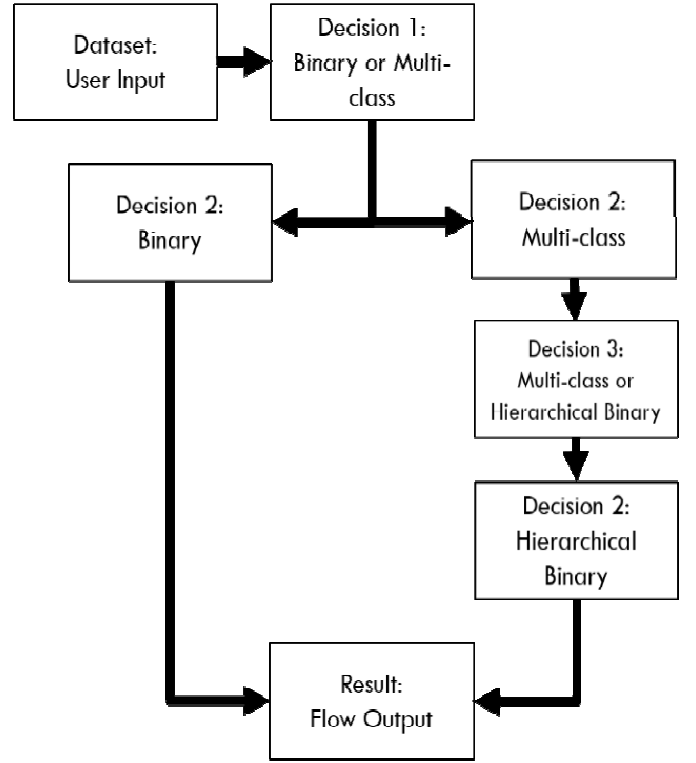 Dataset:
User Input
Decision 1:
Binary or Multi-
class
Decision 2:
Binary
Decision 2:
Multi-class
Decision 3:
Multi-class or
Hierarchical Binary
Decision 2:
Hierarchical
Binary
Result:
Flow Output